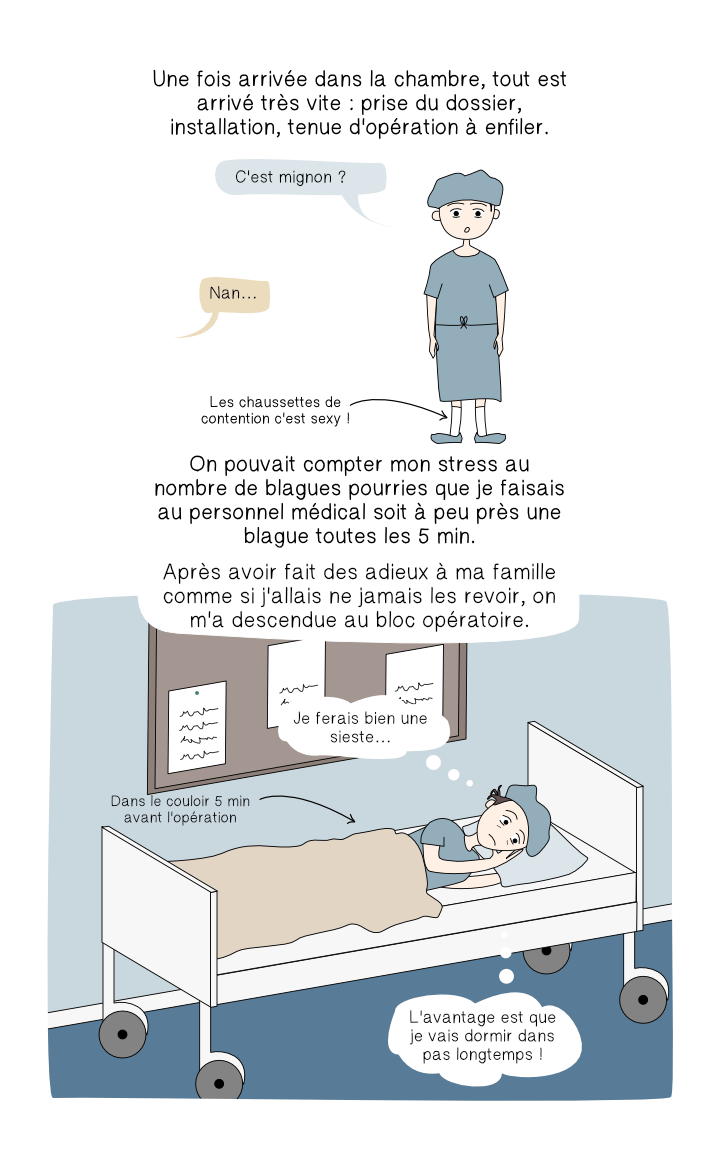 Une fois arrivée dans la chambre, tout est
arrivé très vite : prise du dossier,
installation, tenue d'opération à enfiler.
C'est mignon ?
Nan...
Les chaussettes de
contention c'est sexy !
On pouvait compter mon stress au
nombre de blagues pourries que je faisais
au personnel médical soit à peu près une
blague toutes les 5 min.
Après avoir fait des adieux à ma famille
comme si j'allais ne jamais les revoir, on
m'a descendue au bloc opératoire.
Je ferais bien une
sieste...
Dans le couloir 5 min
avant l'opération
L'avantage est que
je vais dormir dans
pas longtemps !